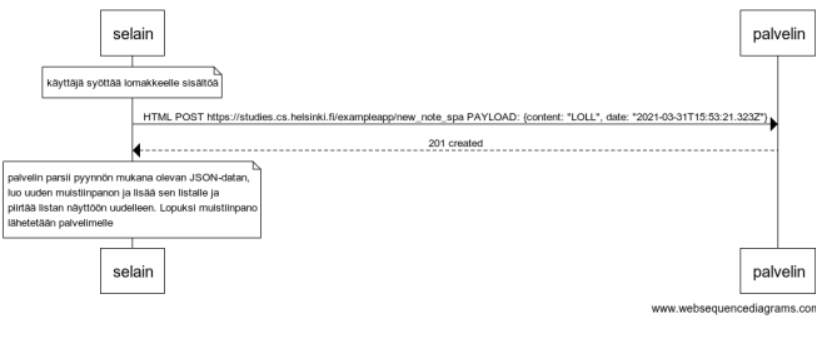 selain
palvelin
käyttäjä syöttää lomakkeelle sisältöä
HTML POST https://studies.cs.helsinki.fi/exampleapp/new_note_spa PAYLOAD: {content: "LOLL", date: "2021-03-31T15:53:21.323Z"}
201 created
palvelin parsii pyynnön mukana olevan JSON-datan,
luo uuden muistiinpanon ja lisää sen listalle ja
piirtää listan näyttöön uudelleen. Lopuksi muistiinpano
lähetetään palvelimelle
selain
palvelin
www.websequencediagrams.com